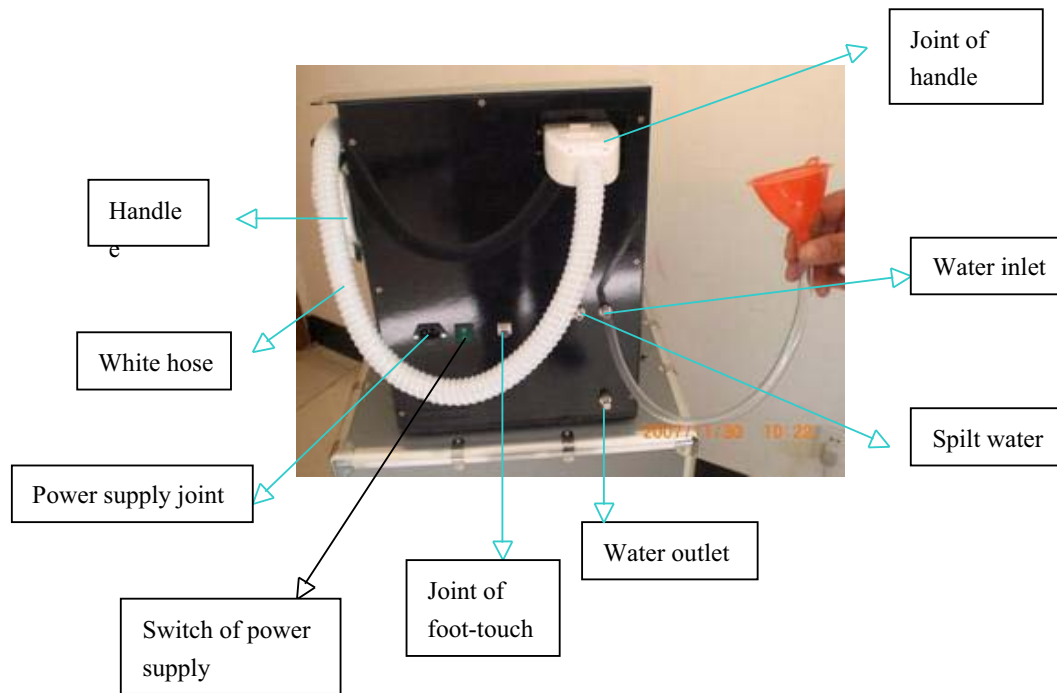 Joint of
handle
Handle
e
Water inlet
White hose
Spilt water
Power supply joint
Water outlet
Joint of
foot-touch
Switch of power
supply